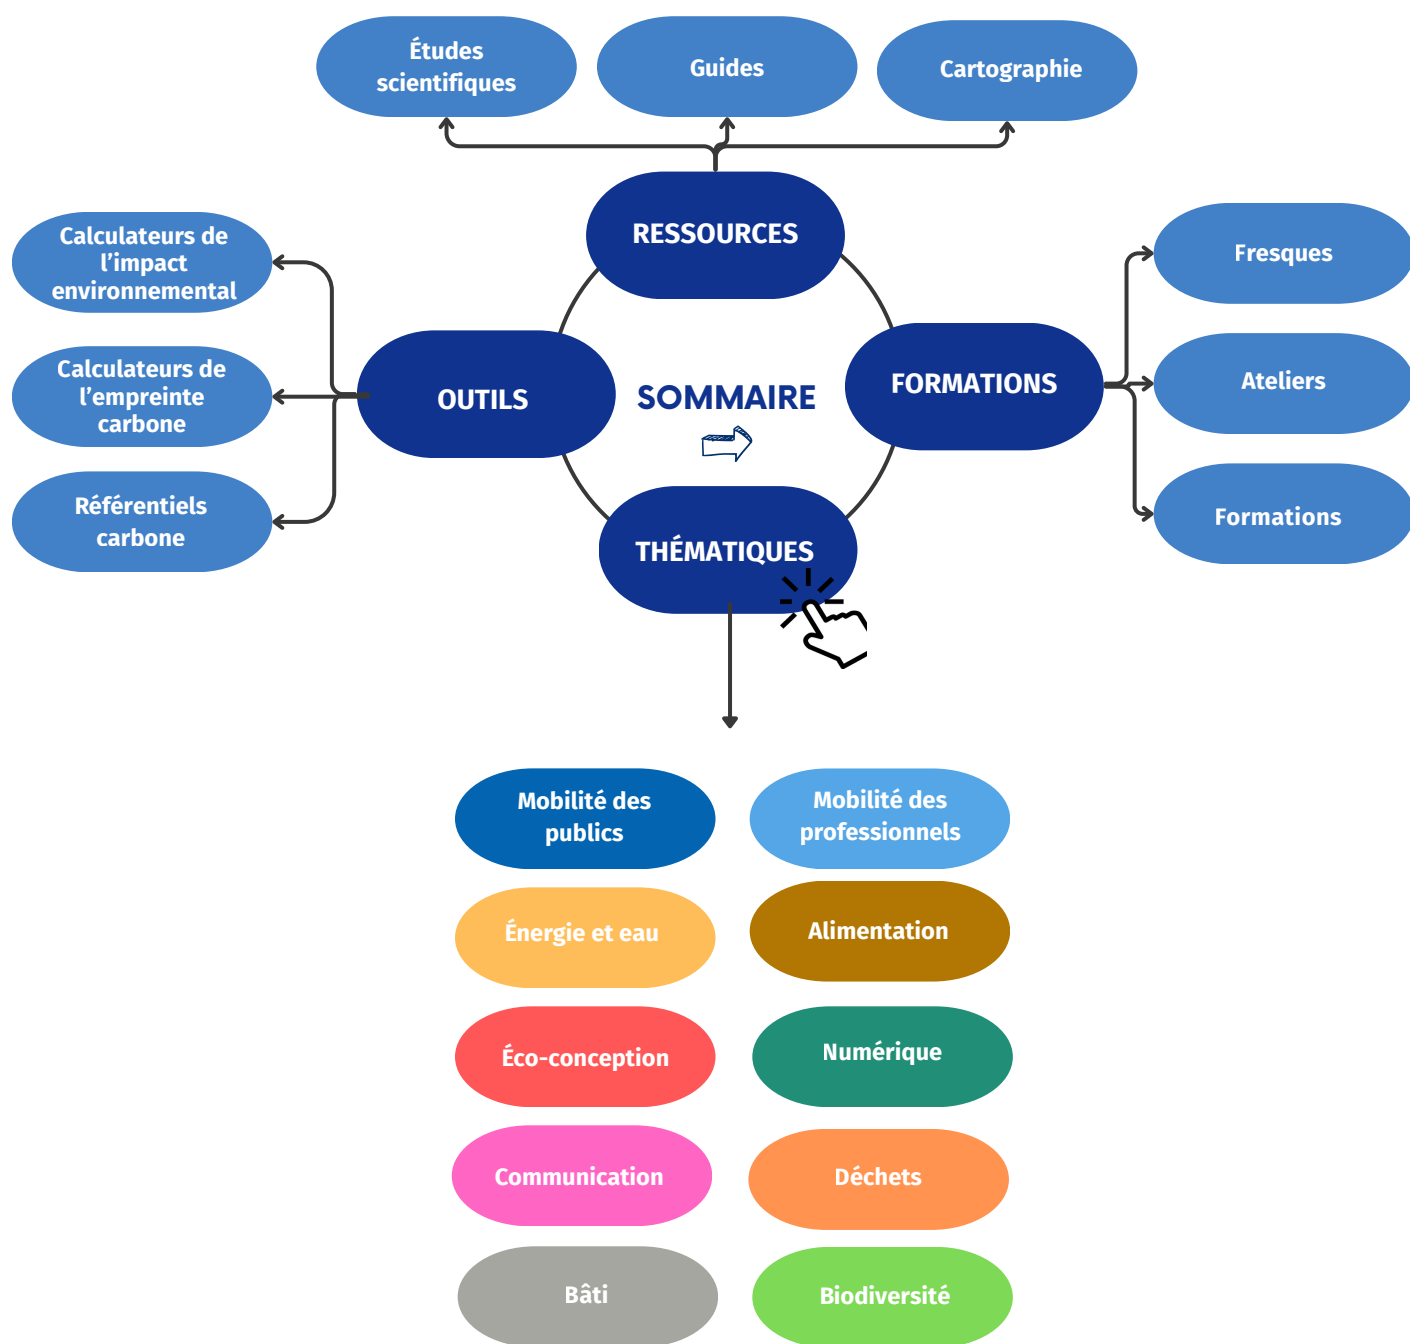 Études
scientifiques
Guides
Cartographie
RESSOURCES
Calculateurs de
l’impact
environnemental
Calculateurs de
l’empreinte
carbone
Référentiels
carbone
OUTILS
SOMMAIRE
FORMATIONS
Fresques
Ateliers
Formations
THÉMATIQUES
Mobilité des
publics
Mobilité des
professionnels
Énergie et eau
Alimentation
Éco-conception
Numérique
Communication
Déchets
Bâti
Biodiversité